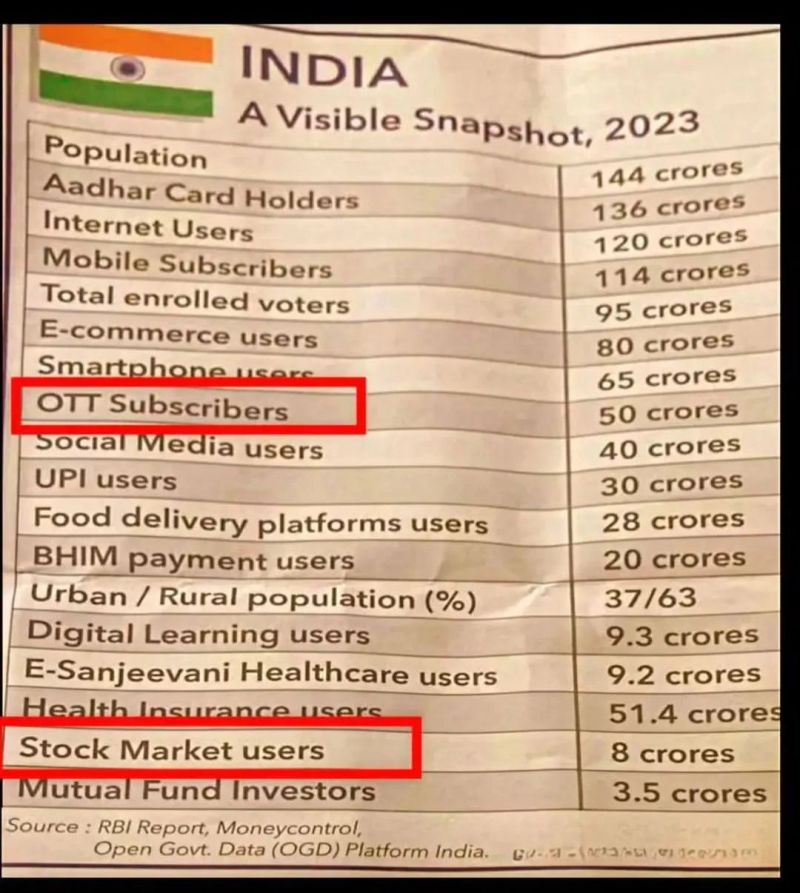 INDIA
A Visible Snapshot, 2023
Population 144 crores
Aadhar Card Holders 136 crores
Internet Users 120 crores
Mobile Subscribers 114 crores
Total enrolled voters 95 crores
E-commerce users 80 crores
Smartphone users 65 crores
OTT Subscribers 50 crores
Social Media users 40 crores
UPI users 30 crores
Food delivery platforms users 28 crores
BHIM payment users 20 crores
Urban / Rural population (%) 37/63
Digital Learning users 9.3 crores
E-Sanjeevani Healthcare users 9.2 crores
Health Insurance users 51.4 crores
Stock Market users 8 crores
Mutual Fund Investors 3.5 crores
Source : RBI Report, Moneycontrol,
Open Govt. Data (OGD) Platform India.